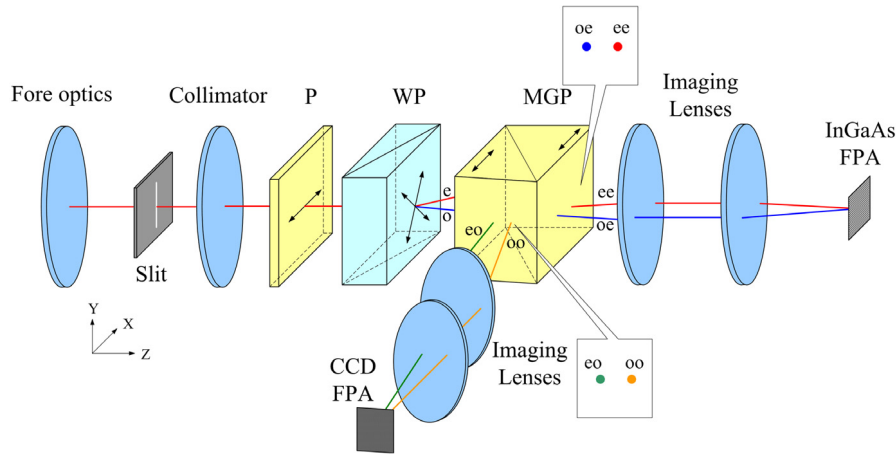 oe ee
Fore optics
Collimator
P
WP
MGP
Imaging
Lenses
InGaAs
FPA
e
o
ee
oe
eo
oo
Slit
Y
X
Z
CCD
FPA
Imaging
Lenses
eo oo